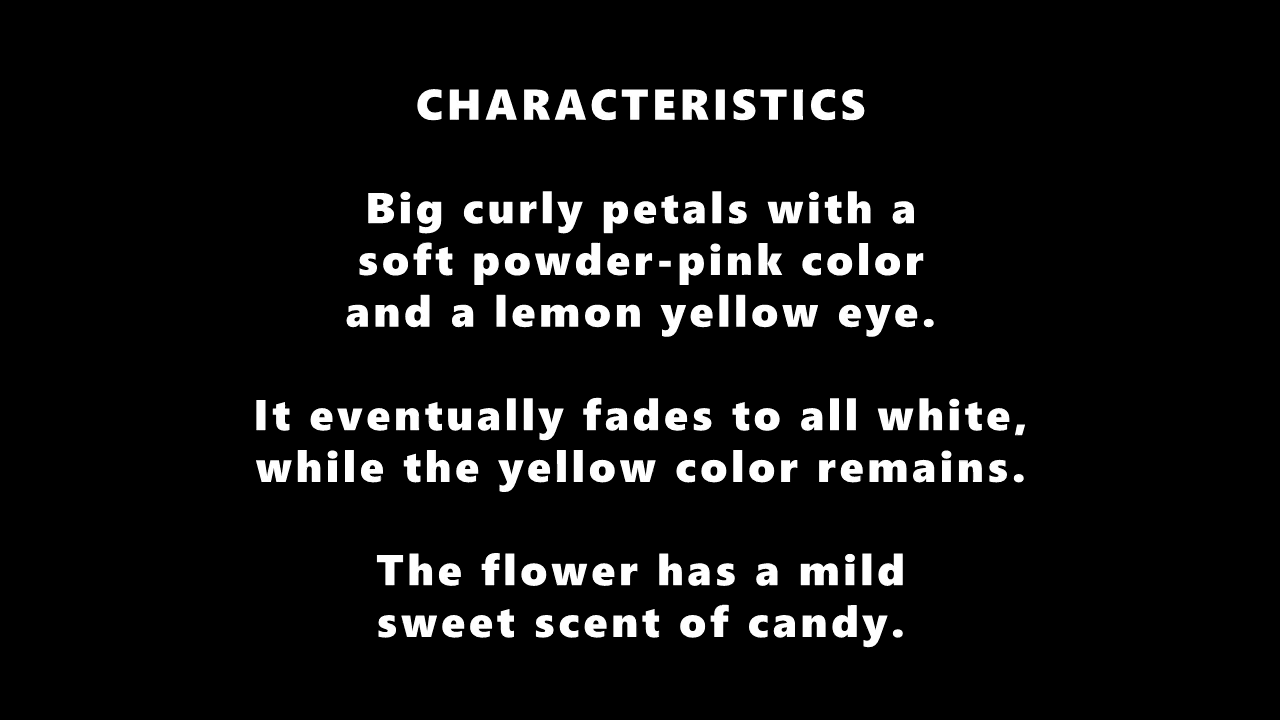 CHARACTERISTICS
Big curly petals with a
soft powder-pink color
and a lemon yellow eye.
It eventually fades to all white,
while the yellow color remains.
The flower has a mild
sweet scent of candy.